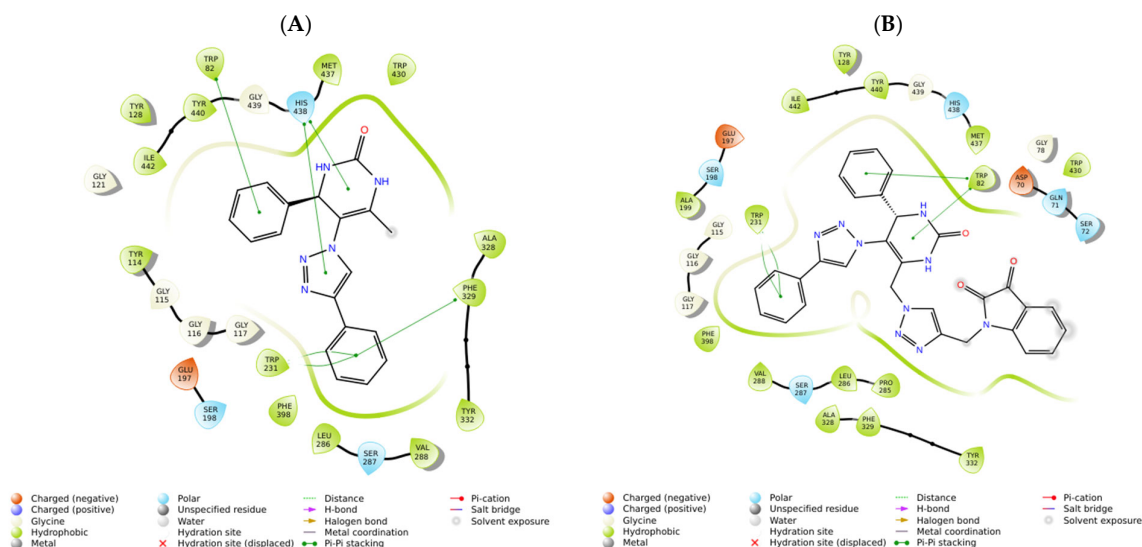 (A)
(B)
TRP
82
MET
437
TRP
430
HIS
438
GLY
439
TYR
440
TYR
128
ILE
442
GLY
121
O
HN
NH
N
N
N
TYR
114
GLY
115
GLY
116
GLY
117
GLU
197
SER
198
TRP
231
PHE
398
LEU
286
SER
287
VAL
288
ALA
328
PHE
329
TYR
332
TYR
128
ILE
442
TYR
440
GLY
439
HIS
438
MET
437
GLY
78
TRP
430
GLU
197
SER
198
ALA
199
TRP
82
ASP
70
GLN
71
SER
72
TRP
231
GLY
115
GLY
116
GLY
117
N
N
N
N
H
O
N
H
O
O
N
N
N
N
PHE
398
VAL
288
SER
287
LEU
286
PRO
285
ALA
328
PHE
329
TYR
332
Charged (negative)
Charged (positive)
Glycine
Hydrophobic
Metal
Polar
Unspecified residue
Water
Hydration site
Hydration site (displaced)
Distance
H-bond
Halogen bond
Metal coordination
Pi-Pi stacking
Pi-cation
Salt bridge
Solvent exposure
Charged (negative)
Charged (positive)
Glycine
Hydrophobic
Metal
Polar
Unspecified residue
Water
Hydration site
Hydration site (displaced)
Distance
H-bond
Halogen bond
Metal coordination
Pi-Pi stacking
Pi-cation
Salt bridge
Solvent exposure